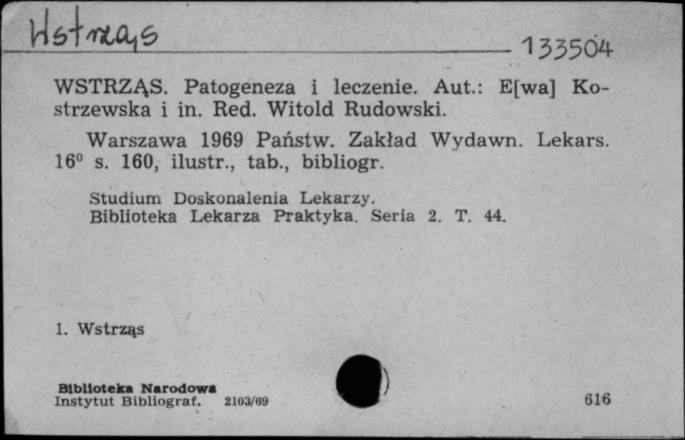 Wstrząs
133504
WSTRZĄS. Patogeneza i leczenie. Aut.: E[wa] Ko-
strzewska i in. Red. Witold Rudowski.
Warszawa 1969 Państw. Zakład Wydawn. Lekars.
16⁰ s. 160, ilustr., tab., bibliogr.
Studium Doskonalenia Lekarzy.
Biblioteka Lekarza Praktyka. Seria 2. T. 44.
1. Wstrząs
Biblioteka Narodowa
Instytut Bibliograf. 2103/69
616